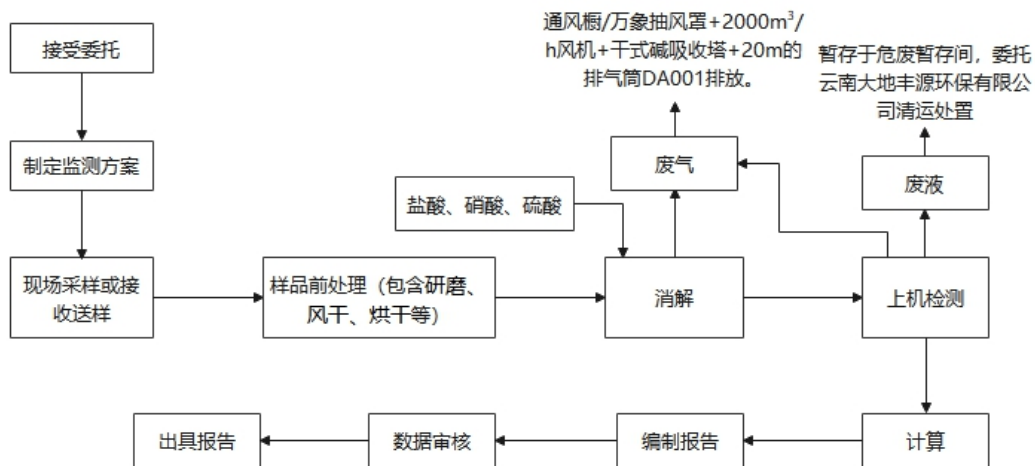 接受委托
制定监测方案
现场采样或接
收送样
样品前处理（包含研磨、
风干、烘干等）
盐酸、硝酸、硫酸
消解
废气
通风橱/万象抽风罩+2000m³/
h风机+干式碱吸收塔+20m的
排气筒DA001排放。
上机检测
废液
暂存于危废暂存间，委托
云南大地丰源环保有限公
司清运处置
计算
编制报告
数据审核
出具报告